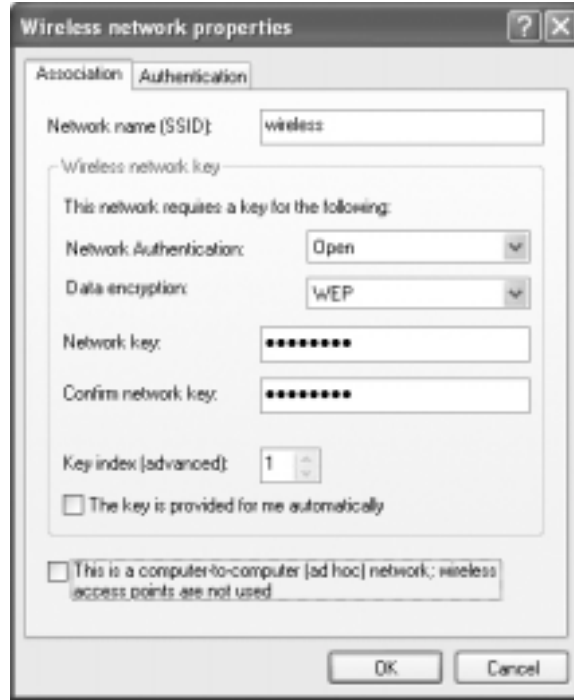 Wireless network properties
Association Authentication
Network name (SSID): wireless
Wireless network key
This network requires a key for the following:
Network Authentication: Open
Data encryption: WEP
Network key: ••••••••
Confirm network key: ••••••••
Key index (advanced): 1
The key is provided for me automatically
This is a computer-to-computer (ad hoc) network; wireless
access points are not used
OK Cancel